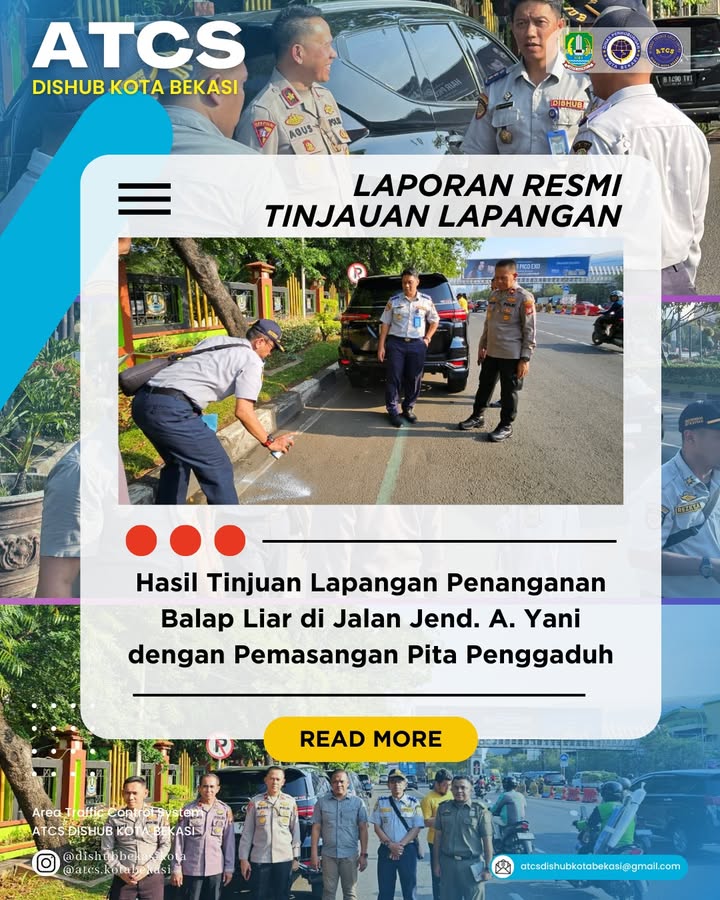 ATCS
DISHUB KOTA BEKASI
ATCS
AGUS
DISHUB
LAPORAN RESMI
TINJAUAN LAPANGAN
P
Hasil Tinjuan Lapangan Penanganan
Balap Liar di Jalan Jend. A. Yani
dengan Pemasangan Pita Penggaduh
READ MORE
Area Traffic Control System
ATCS DISHUB KOTA BEKASI
@dishubbekasikota
@atcs.kotabekasi
atcsdishubkotabekasi@gmail.com